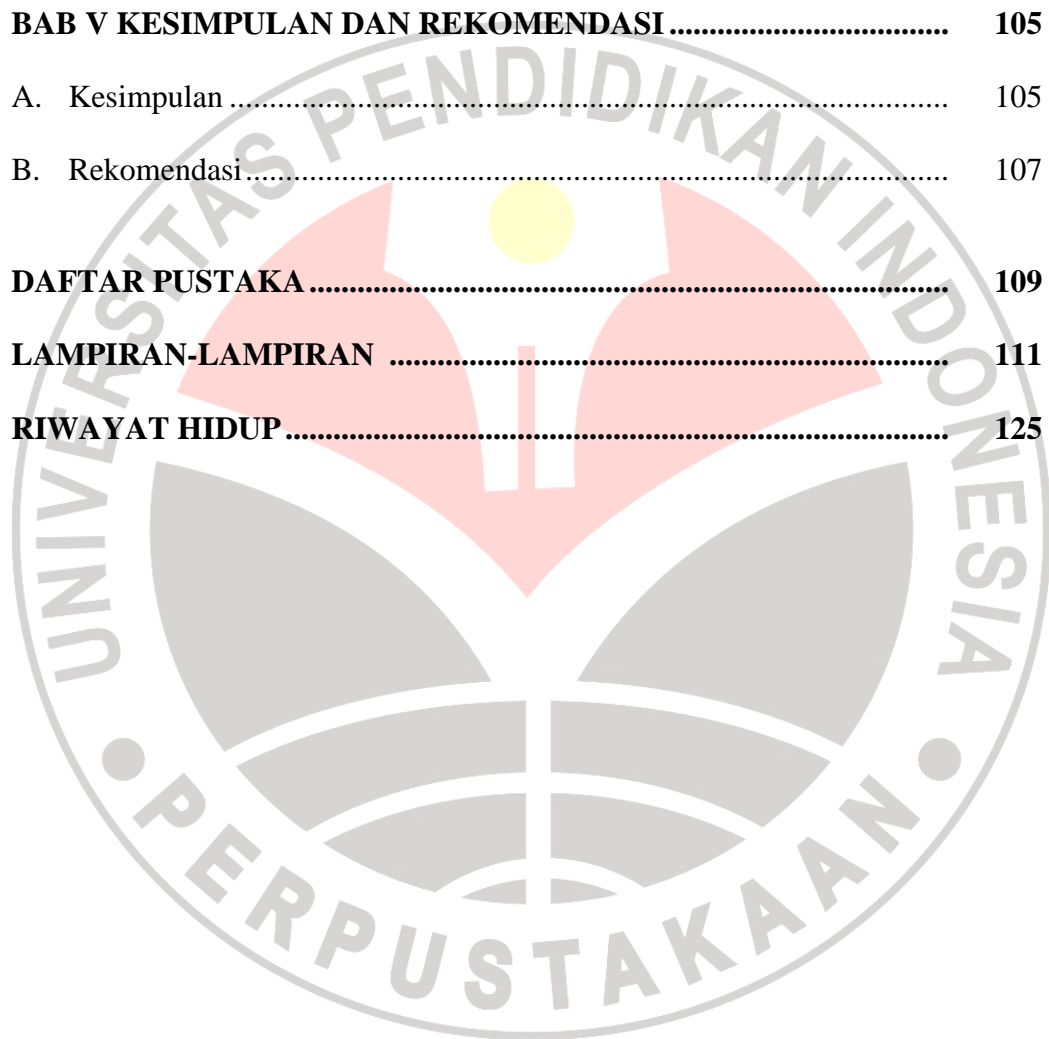 BAB V KESIMPULAN DAN REKOMENDASI .................................. 105
A. Kesimpulan ........................................................................................ 105
B. Rekomendasi ..................................................................................... 107
DAFTAR PUSTAKA .............................................................................. 109
LAMPIRAN-LAMPIRAN .................................................................... 111
RIWAYAT HIDUP ................................................................................. 125
UNIVERSITAS PENDIDIKAN INDONESIA
PERPUSTAKAAN